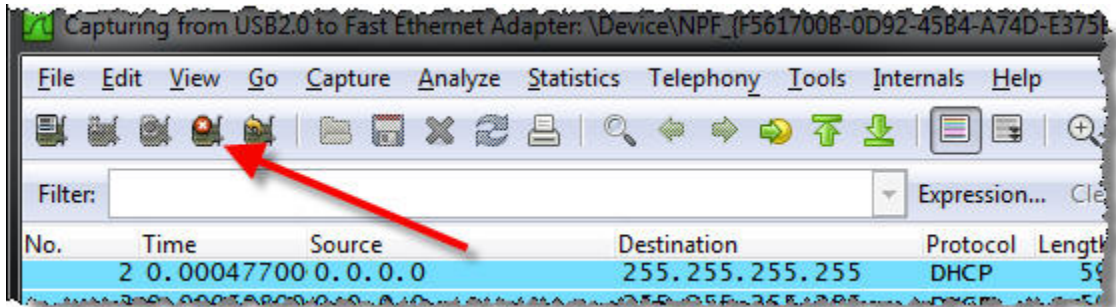 Capturing from USB2.0 to Fast Ethernet Adapter: \Device\NPF_{F561700B-0D92-45B4-A74D-E375
File Edit View Go Capture Analyze Statistics Telephony Tools Internals Help
Filter: Expression...
No. Time Source Destination Protocol Length
2 0.00047700 0.0.0.0 255.255.255.255 DHCP